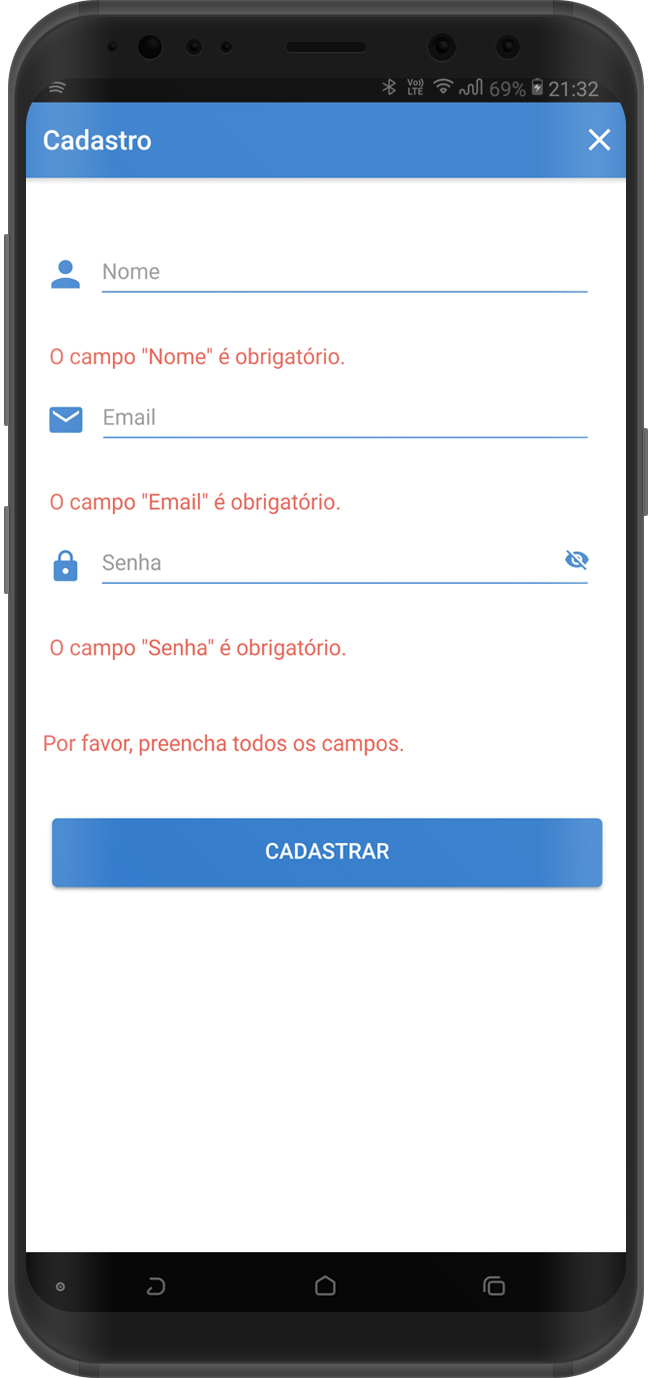 Vo) LTE 69% 21:32
Cadastro
Nome
O campo "Nome" é obrigatório.
Email
O campo "Email" é obrigatório.
Senha
O campo "Senha" é obrigatório.
Por favor, preencha todos os campos.
CADASTRAR